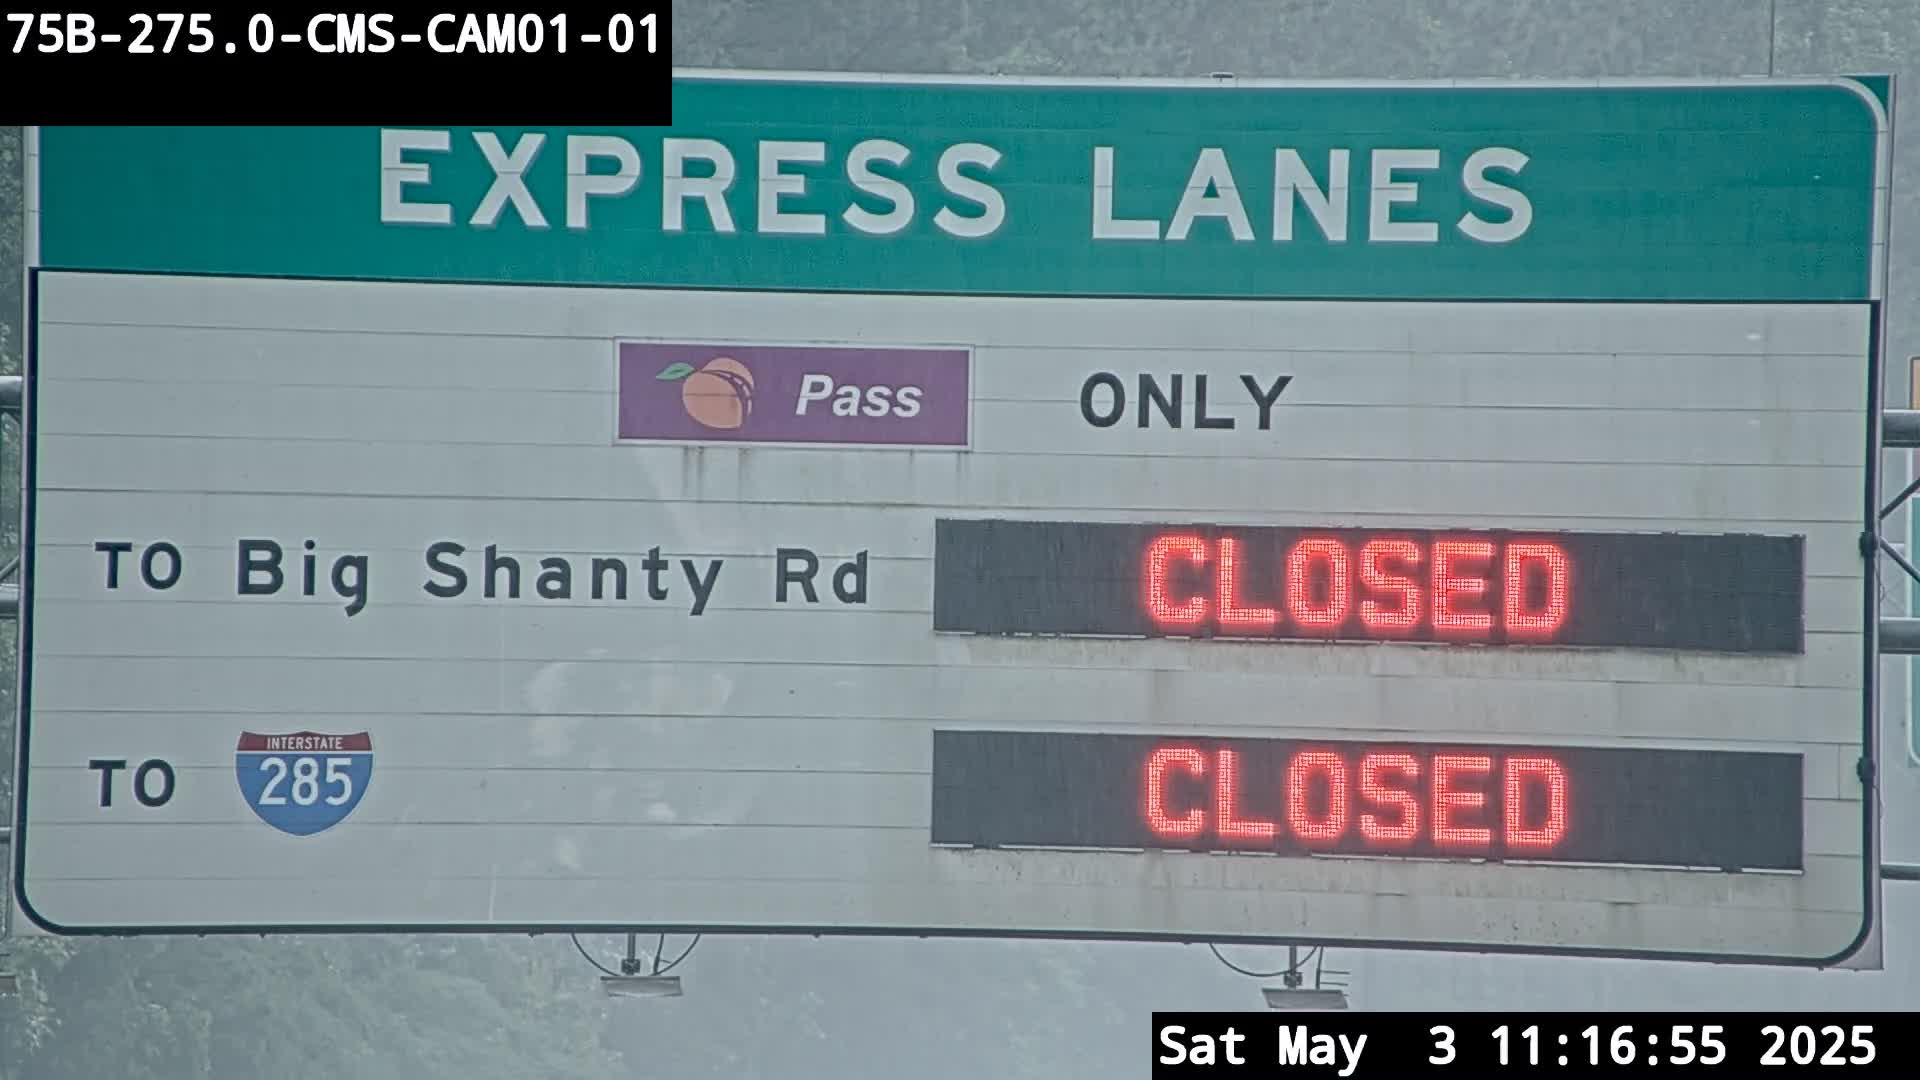 75B-275.0-CMS-CAM01-01
EXPRESS LANES
Pass ONLY
TO Big Shanty Rd CLOSED
INTERSTATE
TO 285 CLOSED
Sat May 3 11:16:55 2025